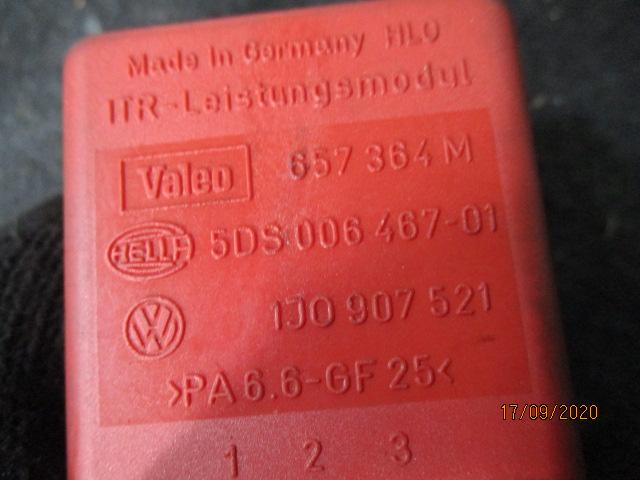 Made In Germany HLO
ITR-Leistungsmodul
Valeo 657 364 M
HELLA 5DS 006 467-01
VW 1J0 907 521
>PA 6.6-GF 25<
1 2 3
17/09/2020